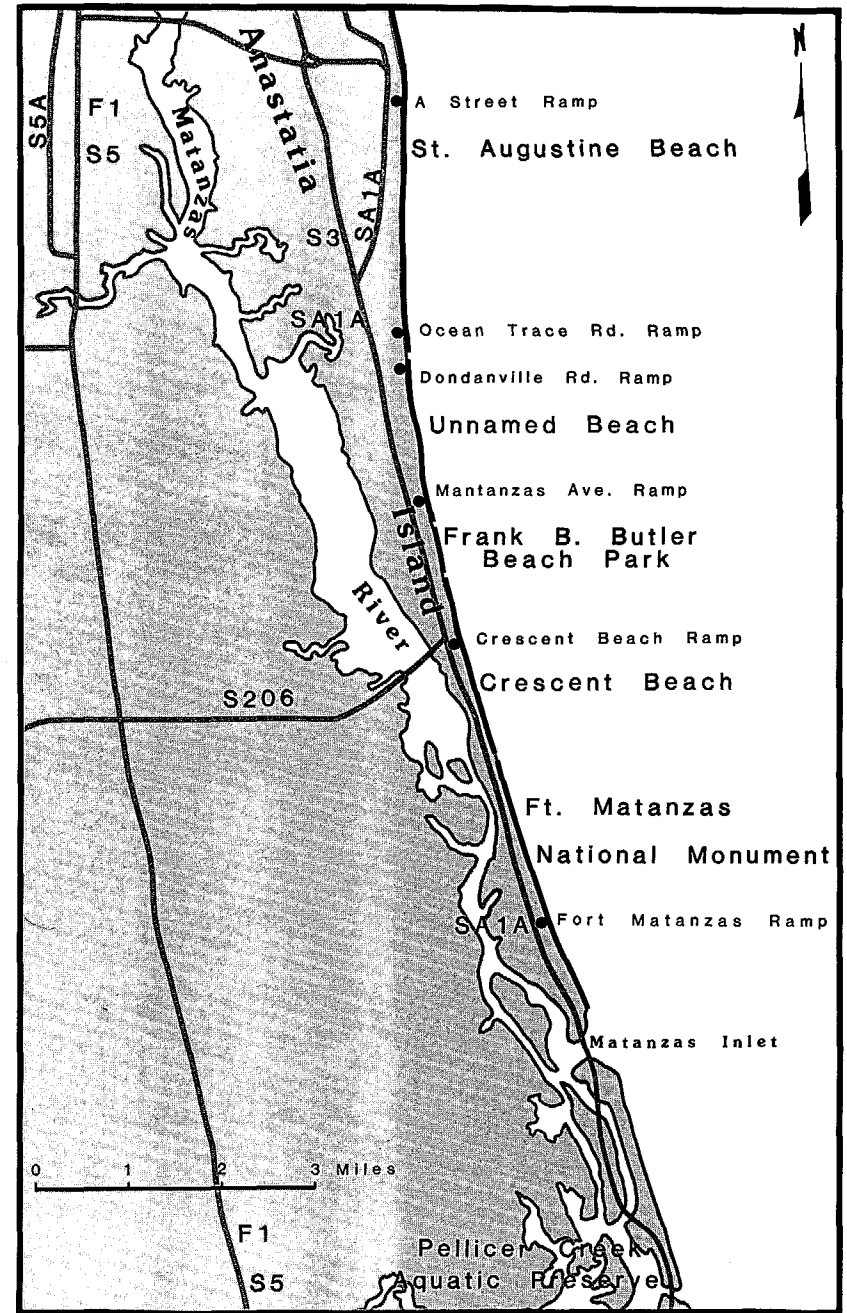 N
S5A
F1
S5
Matanzas
Anastatia
A Street Ramp
St. Augustine Beach
S3
SA1A
SA1A
Ocean Trace Rd. Ramp
Dondanville Rd. Ramp
Unnamed Beach
Mantanzas Ave. Ramp
Island
Frank B. Butler
Beach Park
River
Crescent Beach Ramp
Crescent Beach
S206
Ft. Matanzas
National Monument
SA1A
Fort Matanzas Ramp
Matanzas Inlet
0 1 2 3 Miles
F1
S5
Pellicer Creek
Aquatic Preserve